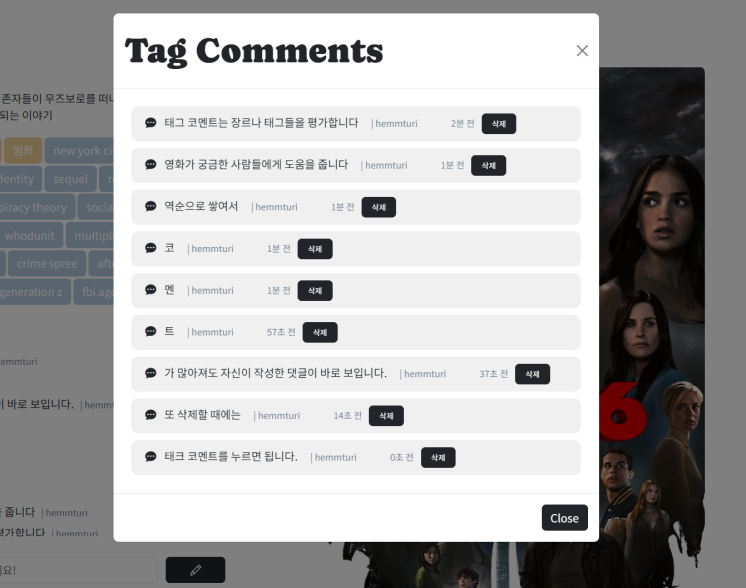 Tag Comments
태그 코멘트는 장르나 태그들을 평가합니다 | hemmturi 2분 전 삭제
영화가 궁금한 사람들에게 도움을 줍니다 | hemmturi 1분 전 삭제
역순으로 쌓여서 | hemmturi 1분 전 삭제
코 | hemmturi 1분 전 삭제
멘 | hemmturi 1분 전 삭제
트 | hemmturi 57초 전 삭제
가 많아져도 자신이 작성한 댓글이 바로 보입니다. | hemmturi 37초 전 삭제
또 삭제할 때에는 | hemmturi 14초 전 삭제
태크 코멘트를 누르면 됩니다. | hemmturi 0초 전 삭제
Close
존자들이 우즈보로를 떠나
되는 이야기
범죄 new york ci
dentity sequel
piracy theory socia
whodunit multipl
crime spree aft
generation z fbi age
emmturi
이 바로 보입니다. | hemm
을 줍니다 | hemmturi
평가합니다 | hemmturi
요!
6